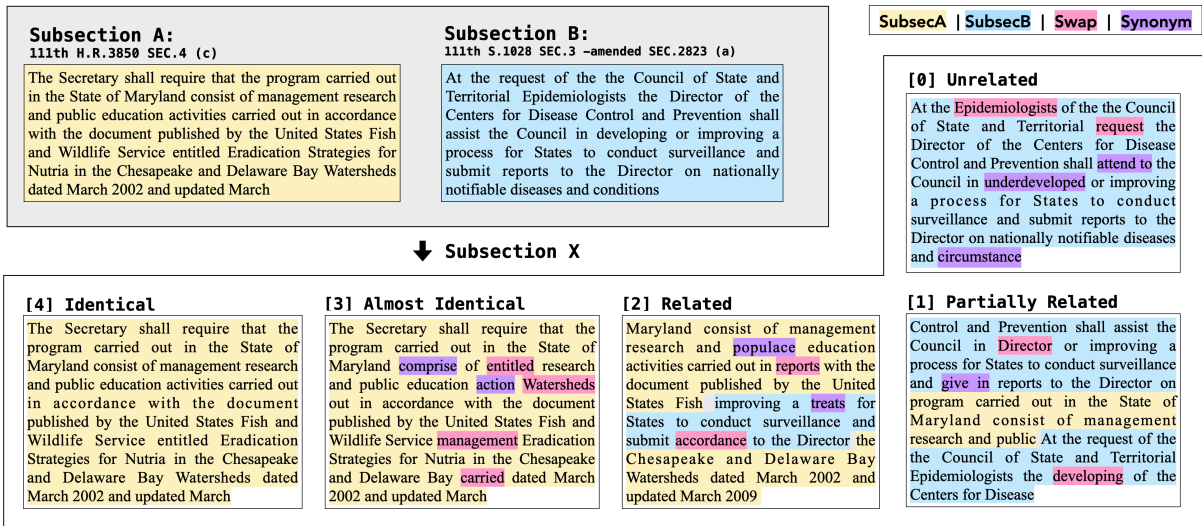 SubsecA | SubsecB | Swap | Synonym
Subsection A:
111th H.R.3850 SEC.4 (c)
The Secretary shall require that the program carried out
in the State of Maryland consist of management research
and public education activities carried out in accordance
with the document published by the United States Fish
and Wildlife Service entitled Eradication Strategies for
Nutria in the Chesapeake and Delaware Bay Watersheds
dated March 2002 and updated March
Subsection B:
111th S.1028 SEC.3 -amended SEC.2823 (a)
At the request of the the Council of State and
Territorial Epidemiologists the Director of the
Centers for Disease Control and Prevention shall
assist the Council in developing or improving a
process for States to conduct surveillance and
submit reports to the Director on nationally
notifiable diseases and conditions
Subsection X
[0] Unrelated
At the Epidemiologists of the the Council
of State and Territorial request the
Director of the Centers for Disease
Control and Prevention shall attend to the
Council in underdeveloped or improving
a process for States to conduct
surveillance and submit reports to the
Director on nationally notifiable diseases
and circumstance
[4] Identical
The Secretary shall require that the
program carried out in the State of
Maryland consist of management research
and public education activities carried out
in accordance with the document
published by the United States Fish and
Wildlife Service entitled Eradication
Strategies for Nutria in the Chesapeake
and Delaware Bay Watersheds dated
March 2002 and updated March
[3] Almost Identical
The Secretary shall require that the
program carried out in the State of
Maryland comprise of entitled research
and public education action Watersheds
out in accordance with the document
published by the United States Fish and
Wildlife Service management Eradication
Strategies for Nutria in the Chesapeake
and Delaware Bay carried dated March
2002 and updated March
[2] Related
Maryland consist of management
research and populace education
activities carried out in reports with the
document published by the United
States Fish improving a treats for
States to conduct surveillance and
submit accordance to the Director the
Chesapeake and Delaware Bay
Watersheds dated March 2002 and
updated March 2009
[1] Partially Related
Control and Prevention shall assist the
Council in Director or improving a
process for States to conduct surveillance
and give in reports to the Director on
program carried out in the State of
Maryland consist of management
research and public At the request of the
the Council of State and Territorial
Epidemiologists the developing of the
Centers for Disease